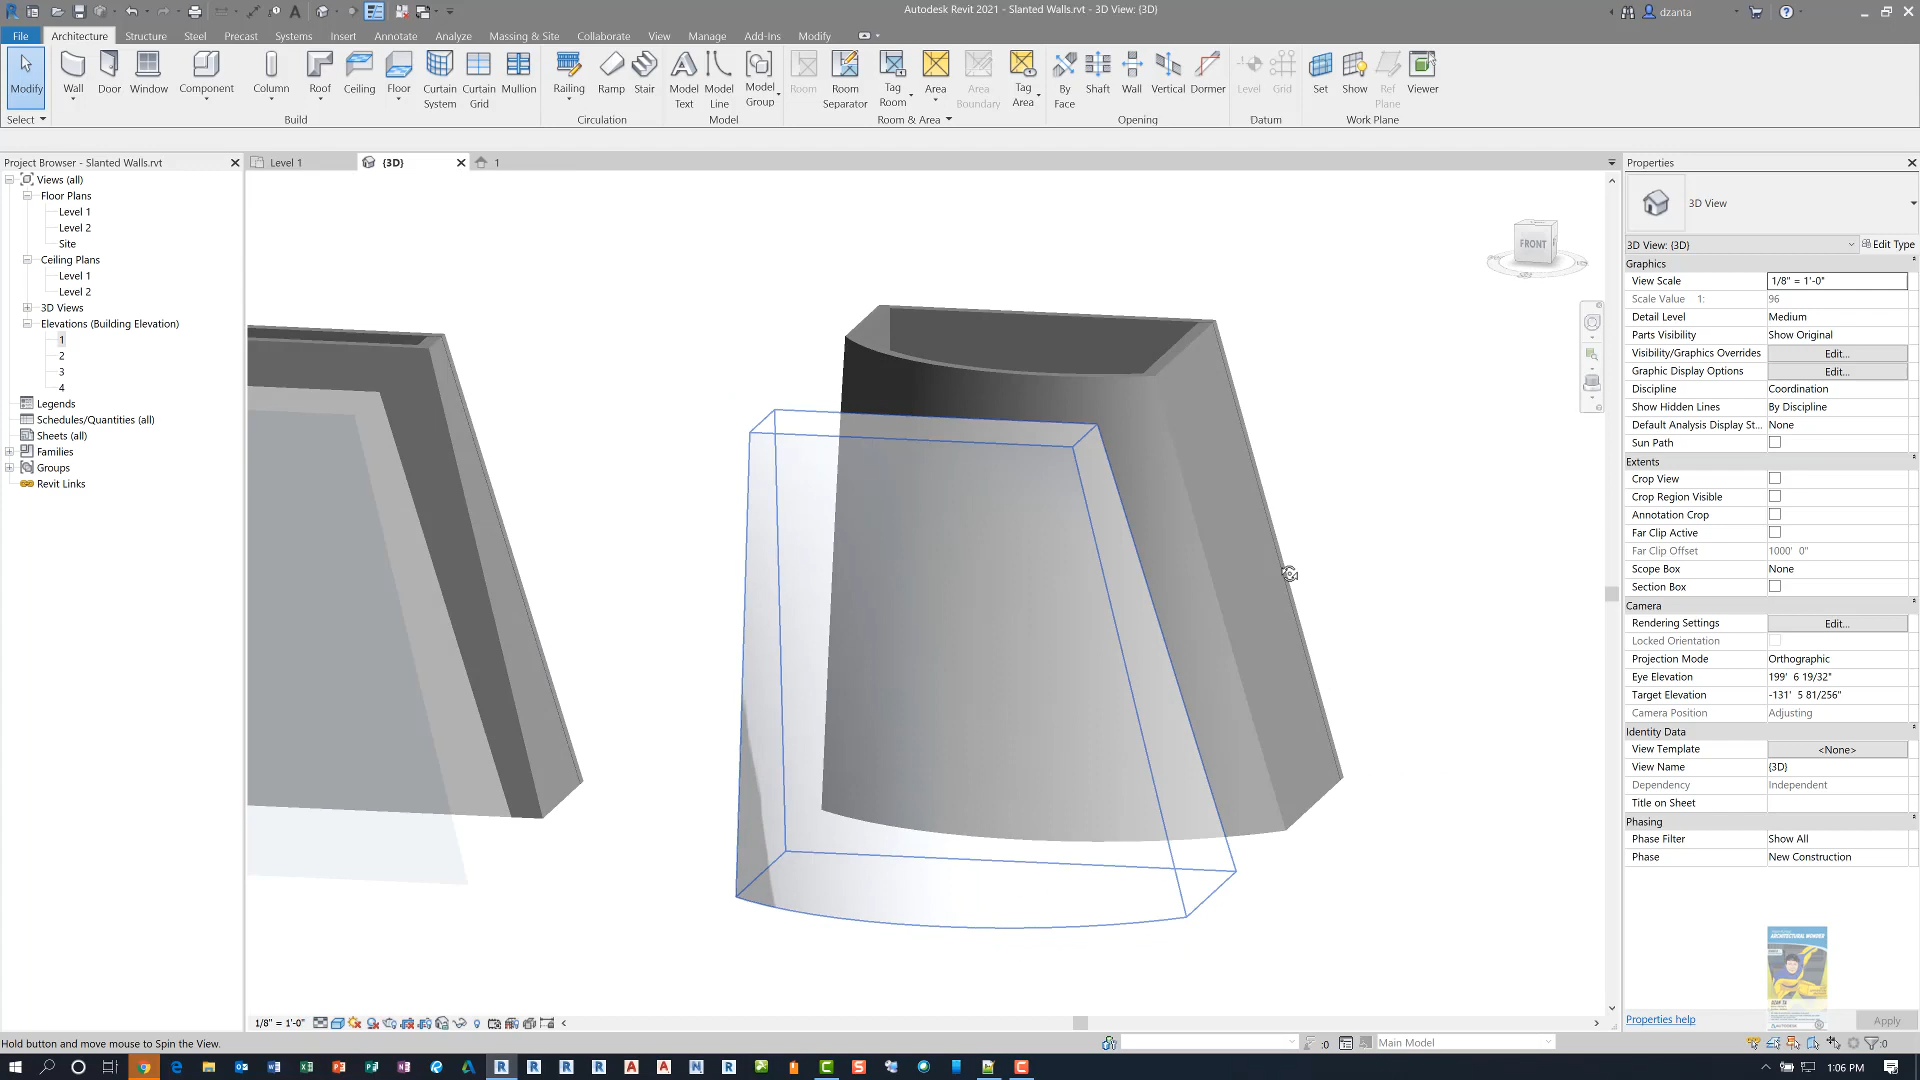 Autodesk Revit 2021 - Slanted Walls.rvt - 3D View: {3D}
dzanta
File Architecture Structure Steel Precast Systems Insert Annotate Analyze Massing & Site Collaborate View Manage Add-Ins Modify
Modify Wall Door Window Component Column Roof Ceiling Floor Curtain System Curtain Grid Mullion Railing Ramp Stair Model Text Model Line Model Group Room Room Separator Tag Room Area Area Boundary Tag Area By Face Shaft Wall Vertical Dormer Level Grid Set Show Ref Plane Viewer
Select Build Circulation Model Room & Area Opening Datum Work Plane
Project Browser - Slanted Walls.rvt
Level 1 {3D} 1
Views (all)
Floor Plans
Level 1
Level 2
Site
Ceiling Plans
Level 1
Level 2
3D Views
Elevations (Building Elevation)
1
2
3
4
Legends
Schedules/Quantities (all)
Sheets (all)
Families
Groups
Revit Links
FRONT
Properties
3D View
3D View: {3D} Edit Type
Graphics
View Scale 1/8" = 1'-0"
Scale Value 1: 96
Detail Level Medium
Parts Visibility Show Original
Visibility/Graphics Overrides Edit...
Graphic Display Options Edit...
Discipline Coordination
Show Hidden Lines By Discipline
Default Analysis Display St... None
Sun Path
Extents
Crop View
Crop Region Visible
Annotation Crop
Far Clip Active
Far Clip Offset 1000' 0"
Scope Box None
Section Box
Camera
Rendering Settings Edit...
Locked Orientation
Projection Mode Orthographic
Eye Elevation 199' 6 19/32"
Target Elevation -131' 5 81/256"
Camera Position Adjusting
Identity Data
View Template <None>
View Name {3D}
Dependency Independent
Title on Sheet
Phasing
Phase Filter Show All
Phase New Construction
Properties help Apply
1/8" = 1'-0"
Hold button and move mouse to Spin the View.
:0 Main Model :0
1:06 PM